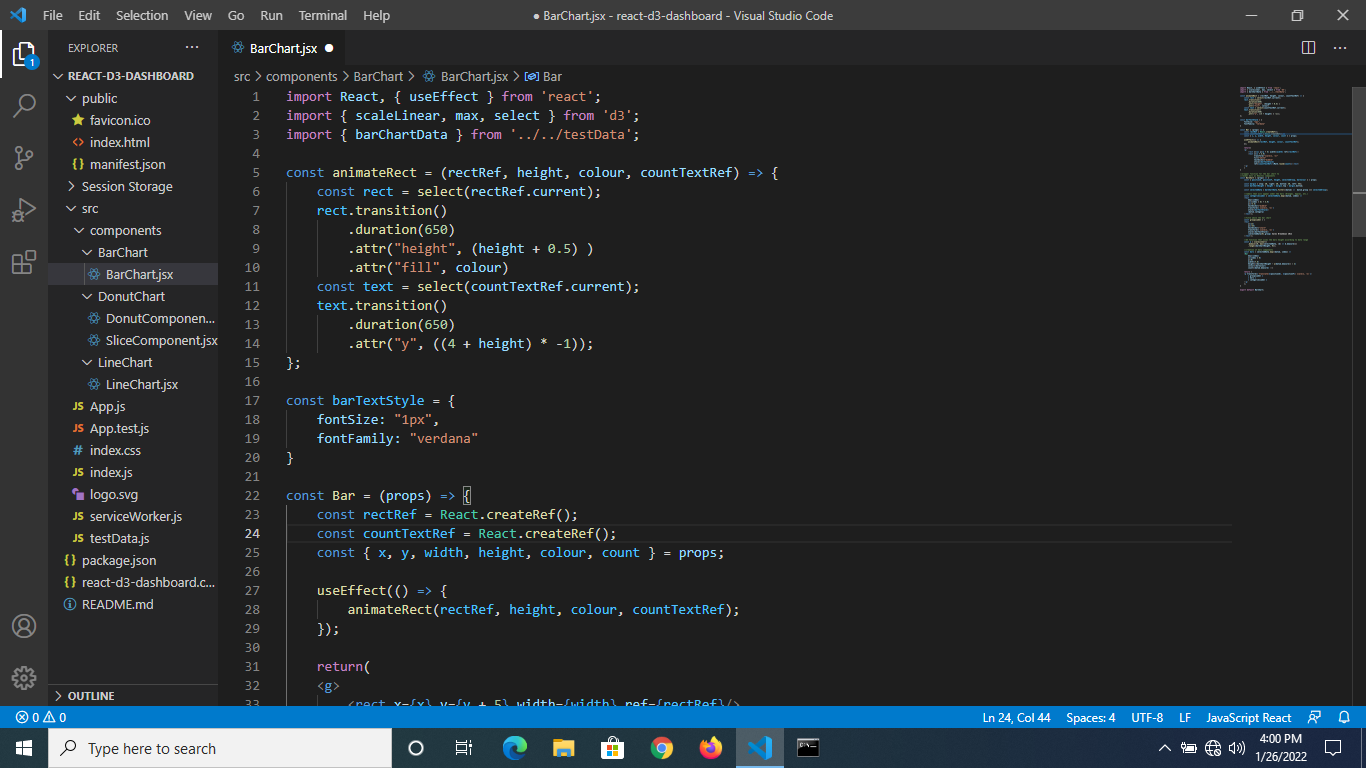 File Edit Selection View Go Run Terminal Help
● BarChart.jsx - react-d3-dashboard - Visual Studio Code
1
EXPLORER ···
REACT-D3-DASHBOARD
public
favicon.ico
index.html
manifest.json
Session Storage
src
components
BarChart
BarChart.jsx
DonutChart
DonutComponen...
SliceComponent.jsx
LineChart
LineChart.jsx
JS App.js
JS App.test.js
# index.css
JS index.js
logo.svg
JS serviceWorker.js
JS testData.js
{} package.json
{} react-d3-dashboard.c...
README.md
OUTLINE
BarChart.jsx ●
src > components > BarChart > BarChart.jsx > Bar
1 import React, { useEffect } from 'react';
2 import { scaleLinear, max, select } from 'd3';
3 import { barChartData } from '../../testData';
4
5 const animateRect = (rectRef, height, colour, countTextRef) => {
6 const rect = select(rectRef.current);
7 rect.transition()
8 .duration(650)
9 .attr("height", (height + 0.5) )
10 .attr("fill", colour)
11 const text = select(countTextRef.current);
12 text.transition()
13 .duration(650)
14 .attr("y", ((4 + height) * -1));
15 };
16
17 const barTextStyle = {
18 fontSize: "1px",
19 fontFamily: "verdana"
20 }
21
22 const Bar = (props) => {
23 const rectRef = React.createRef();
24 const countTextRef = React.createRef();
25 const { x, y, width, height, colour, count } = props;
26
27 useEffect(() => {
28 animateRect(rectRef, height, colour, countTextRef);
29 });
30
31 return(
32 <g>
33 <rect x={x} y={y + 5} width={width} ref={rectRef}/>
0 0
Ln 24, Col 44 Spaces: 4 UTF-8 LF JavaScript React
Type here to search
4:00 PM
1/26/2022